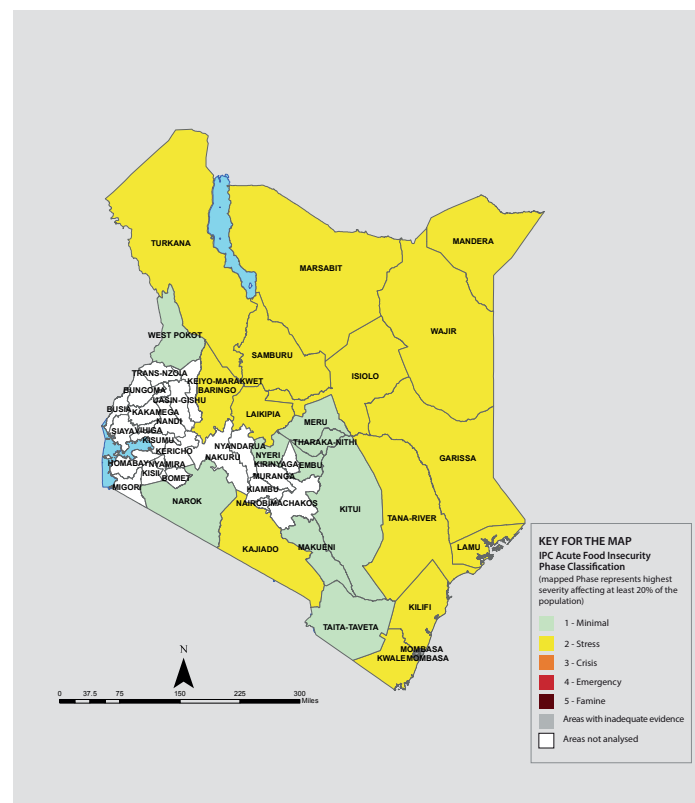 TURKANA
MANDERA
MARSABIT
WAJIR
WEST POKOT
SAMBURU
TRANS-NZOIA
ISIOLO
KEIYO-MARAKWET
BUNGOMA
BARINGO
UASIN-GISHU
BUSIA
KAKAMEGA
LAIKIPIA
NANDI
MERU
SIAYA
VIHIGA
KISUMU
THARAKA-NITHI
NYANDARUA
KERICHO
NYERI
NAKURU
GARISSA
HOMABAY
NYAMIRA
KIRINYAGA
EMBU
KISII
BOMET
MURANGA
MIGORI
KIAMBU
NAROK
NAIROBI
MACHAKOS
KITUI
TANA-RIVER
KAJIADO
MAKUENI
LAMU
KILIFI
TAITA-TAVETA
MOMBASA
KWALE
MOMBASA
KEY FOR THE MAP
IPC Acute Food Insecurity
Phase Classification
(mapped Phase represents highest
severity affecting at least 20% of the
population)
1 - Minimal
2 - Stress
3 - Crisis
4 - Emergency
5 - Famine
Areas with inadequate evidence
Areas not analysed
N
0 37.5 75 150 225 300
Miles